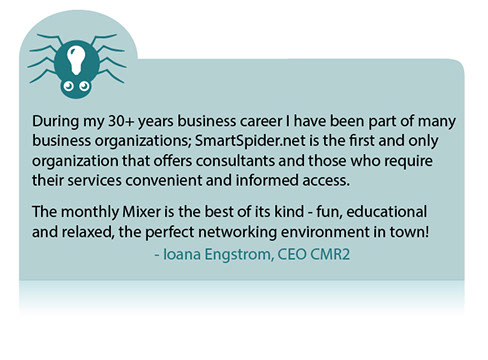 During my 30+ years business career I have been part of many
business organizations; SmartSpider.net is the first and only
organization that offers consultants and those who require
their services convenient and informed access.
The monthly Mixer is the best of its kind - fun, educational
and relaxed, the perfect networking environment in town!
- Ioana Engstrom, CEO CMR2